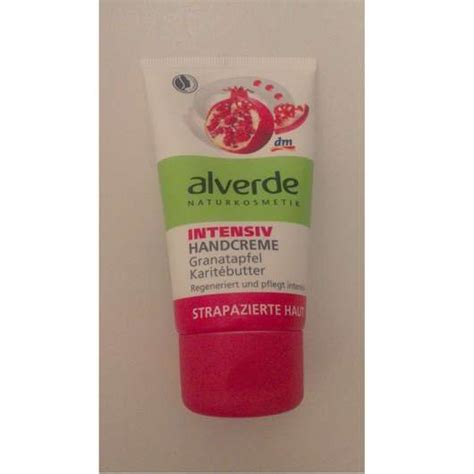 dm
alverde
NATURKOSMETIK
INTENSIV
HANDCREME
Granatapfel
Karitébutter
Regeneriert und pflegt intensiv
STRAPAZIERTE HAUT